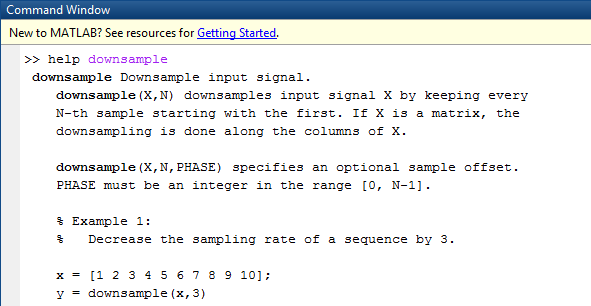 Command Window
New to MATLAB? See resources for Getting Started.
>> help downsample
downsample Downsample input signal.
downsample(X,N) downsamples input signal X by keeping every
N-th sample starting with the first. If X is a matrix, the
downsampling is done along the columns of X.
downsample(X,N,PHASE) specifies an optional sample offset.
PHASE must be an integer in the range [0, N-1].
% Example 1:
%   Decrease the sampling rate of a sequence by 3.
x = [1 2 3 4 5 6 7 8 9 10];
y = downsample(x,3)